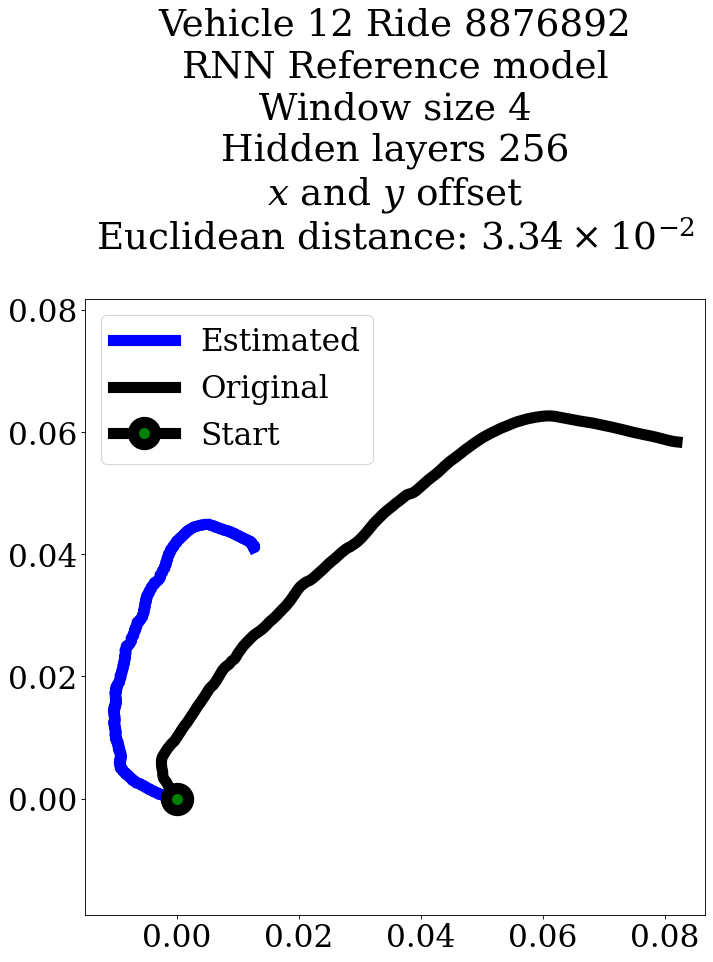 Vehicle 12 Ride 8876892
RNN Reference model
Window size 4
Hidden layers 256
x and y offset
Euclidean distance: 3.34 × 10⁻²
0.08
0.06
0.04
0.02
0.00
Estimated
Original
Start
0.00 0.02 0.04 0.06 0.08